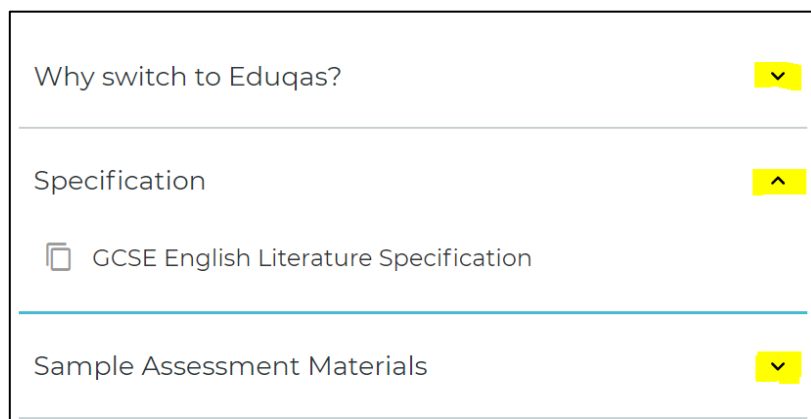 Why switch to Eduqas?
Specification
GCSE English Literature Specification
Sample Assessment Materials